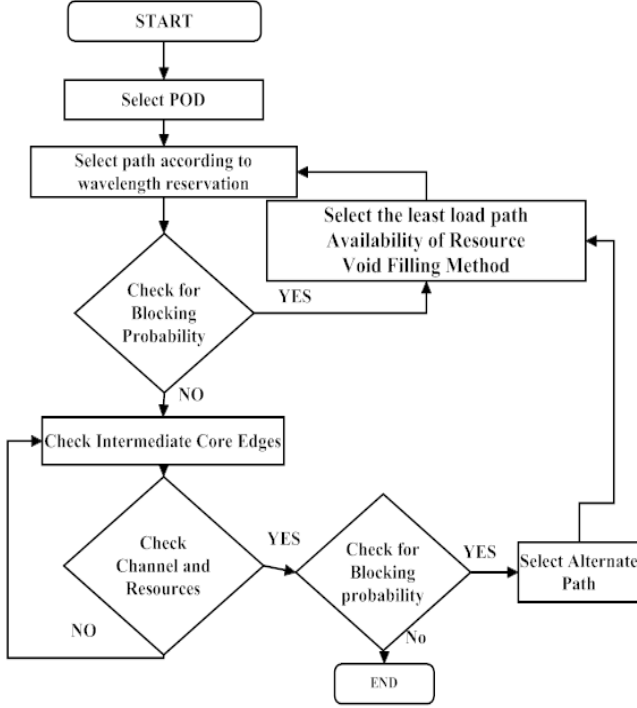 START
Select POD
Select path according to
wavelength reservation
Select the least load path
Availability of Resource
Void Filling Method
Check for
Blocking
Probability
YES
NO
Check Intermediate Core Edges
Check
Channel and
Resources
YES
NO
Check for
Blocking
probability
YES
No
Select Alternate
Path
END